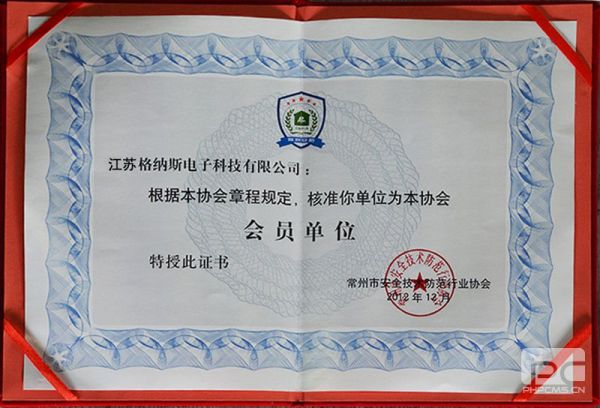 江苏格纳斯电子科技有限公司：
根据本协会章程规定，核准你单位为本协会
会员单位
特授此证书
常州市安全技术防范行业协会
2012年12月
PHPCMS.CN